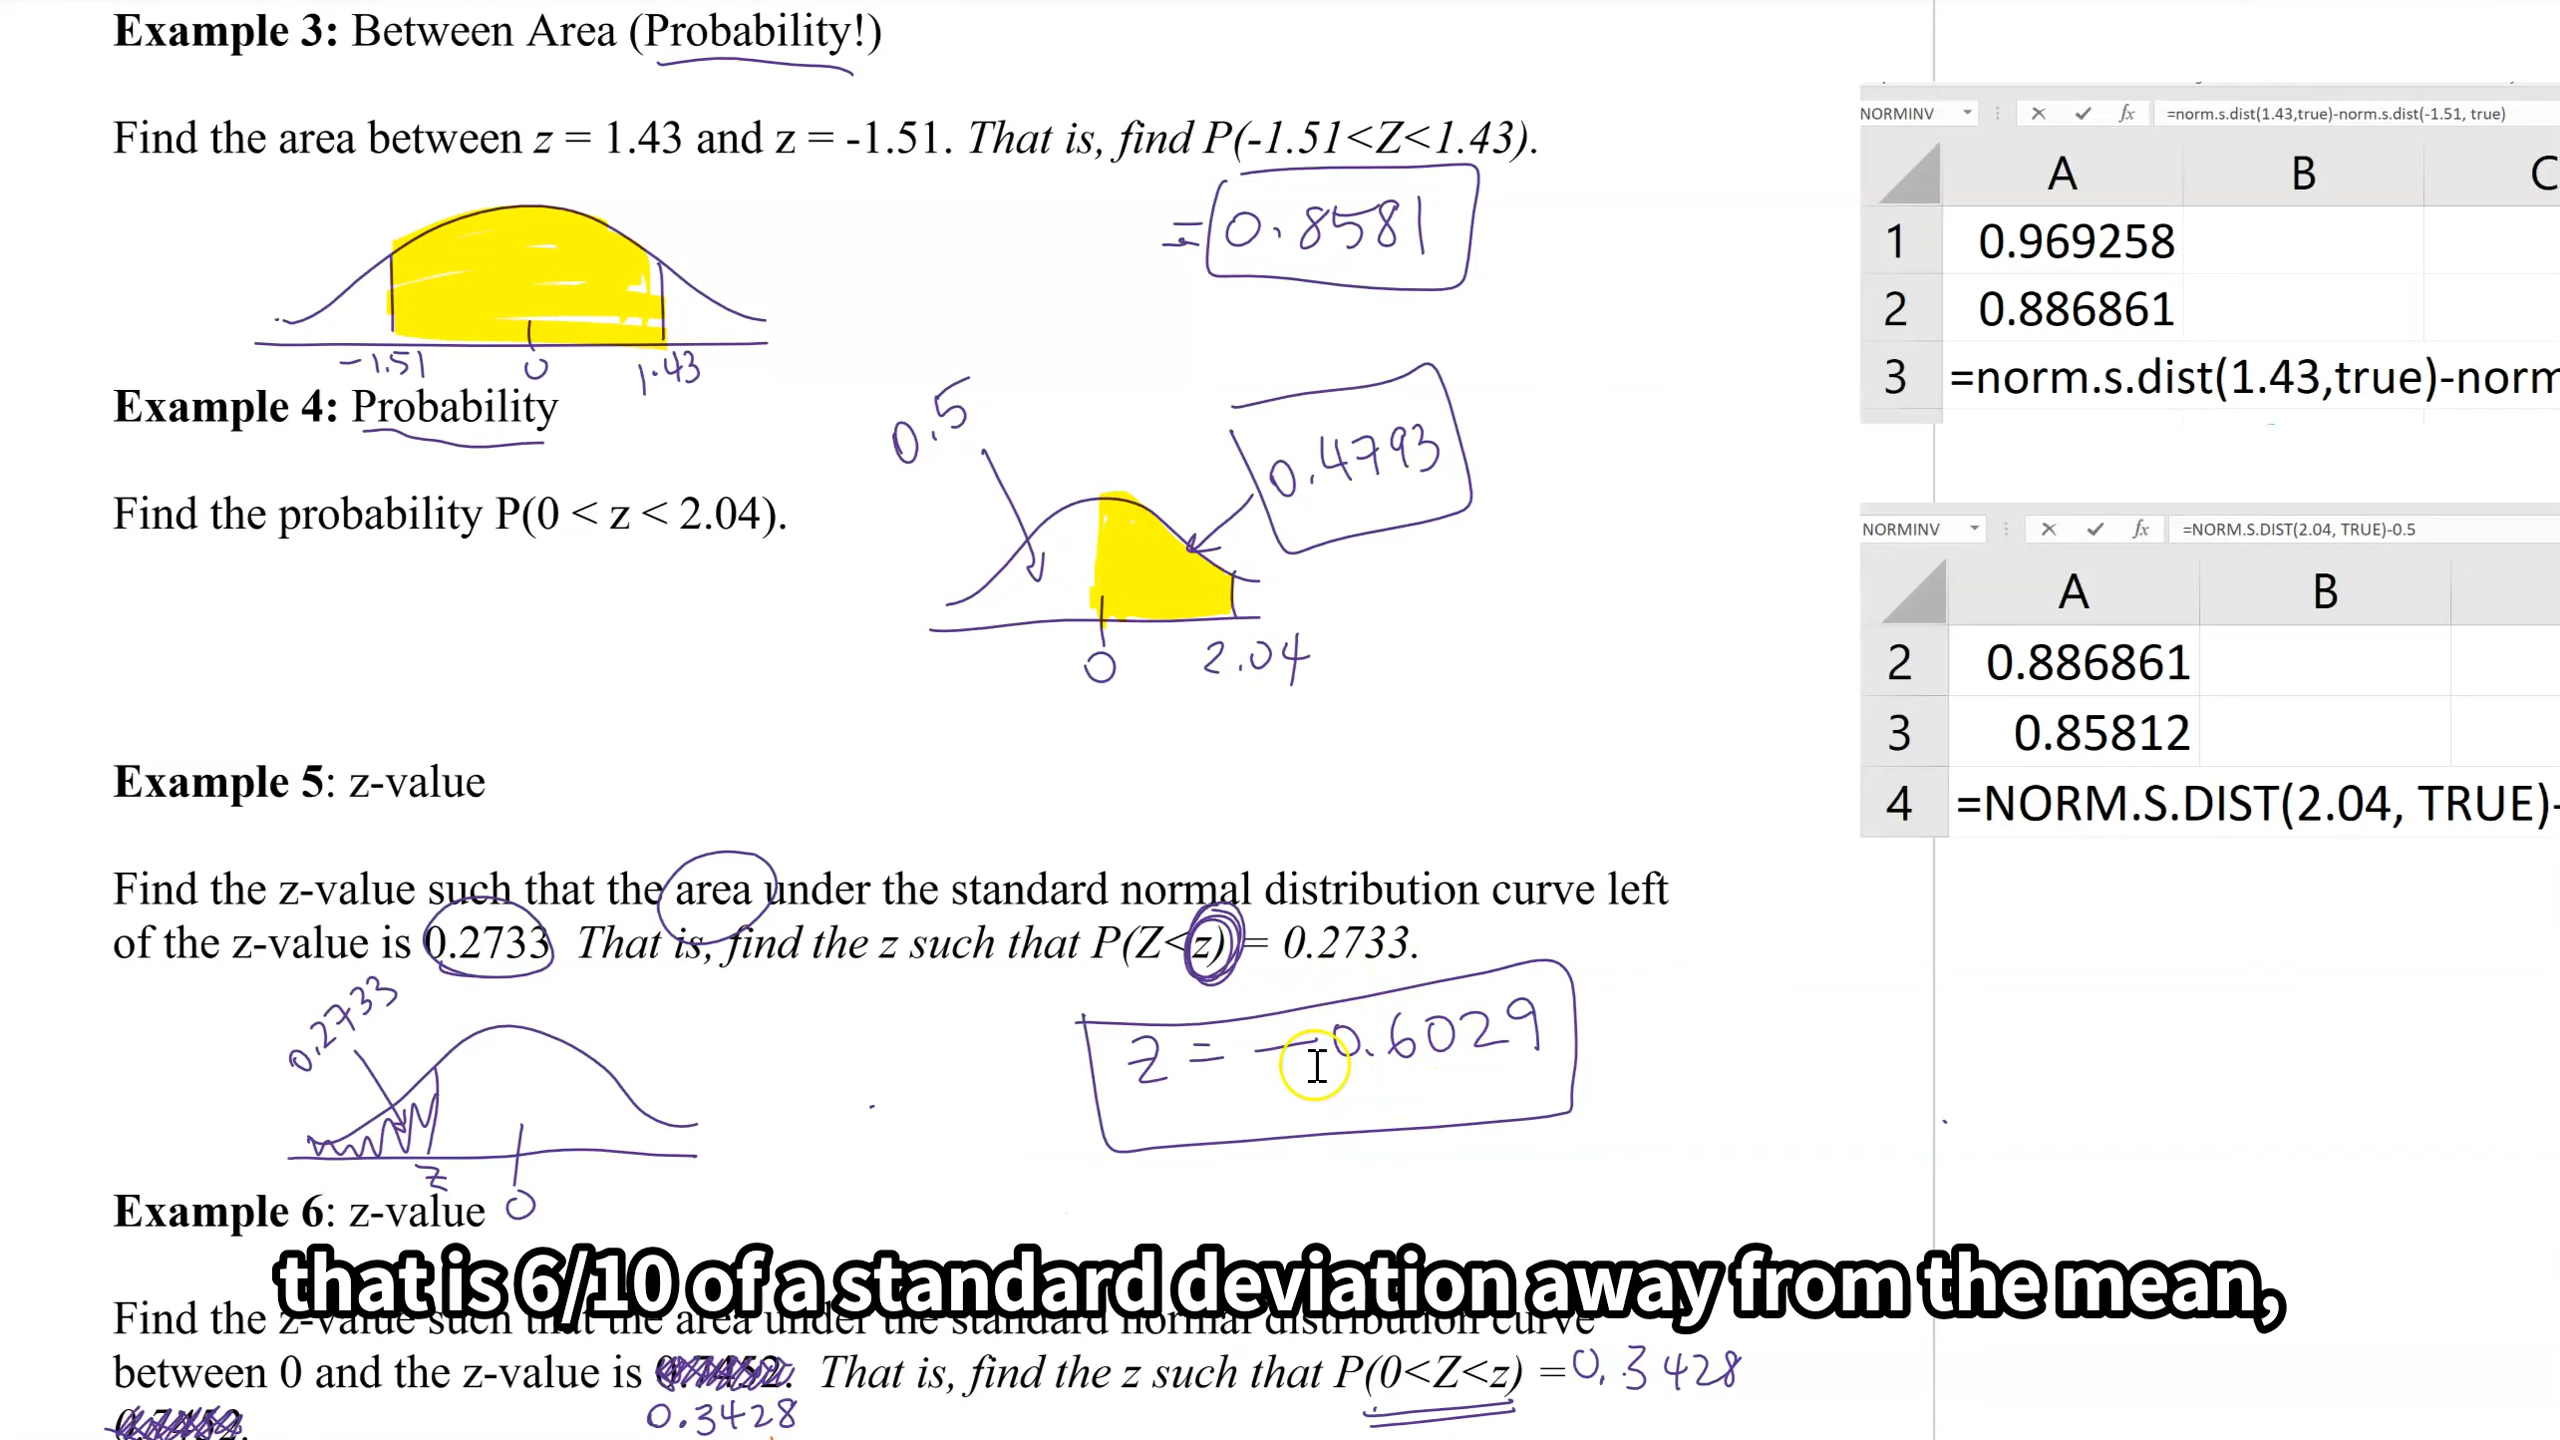 Example 3: Between Area (Probability!)
Find the area between z = 1.43 and z = -1.51. That is, find P(-1.51<Z<1.43).
= 0.8581
-1.51 0 1.43
Example 4: Probability
Find the probability P(0 < z < 2.04).
0.5
0.4793
0 2.04
Example 5: z-value
Find the z-value such that the area under the standard normal distribution curve left
of the z-value is 0.2733 That is, find the z such that P(Z<z) = 0.2733.
0.2733
z = -0.6029
z 0
Example 6: z-value
that is 6/10 of a standard deviation away from the mean,
Find the z-value such that the area under the standard normal distribution curve
between 0 and the z-value is That is, find the z such that P(0<Z<z) = 0.3428
0.3428
NORMINV fx =norm.s.dist(1.43,true)-norm.s.dist(-1.51, true)
A B C
1 0.969258
2 0.886861
3 =norm.s.dist(1.43,true)-norm
NORMINV fx =NORM.S.DIST(2.04, TRUE)-0.5
A B
2 0.886861
3 0.85812
4 =NORM.S.DIST(2.04, TRUE)-